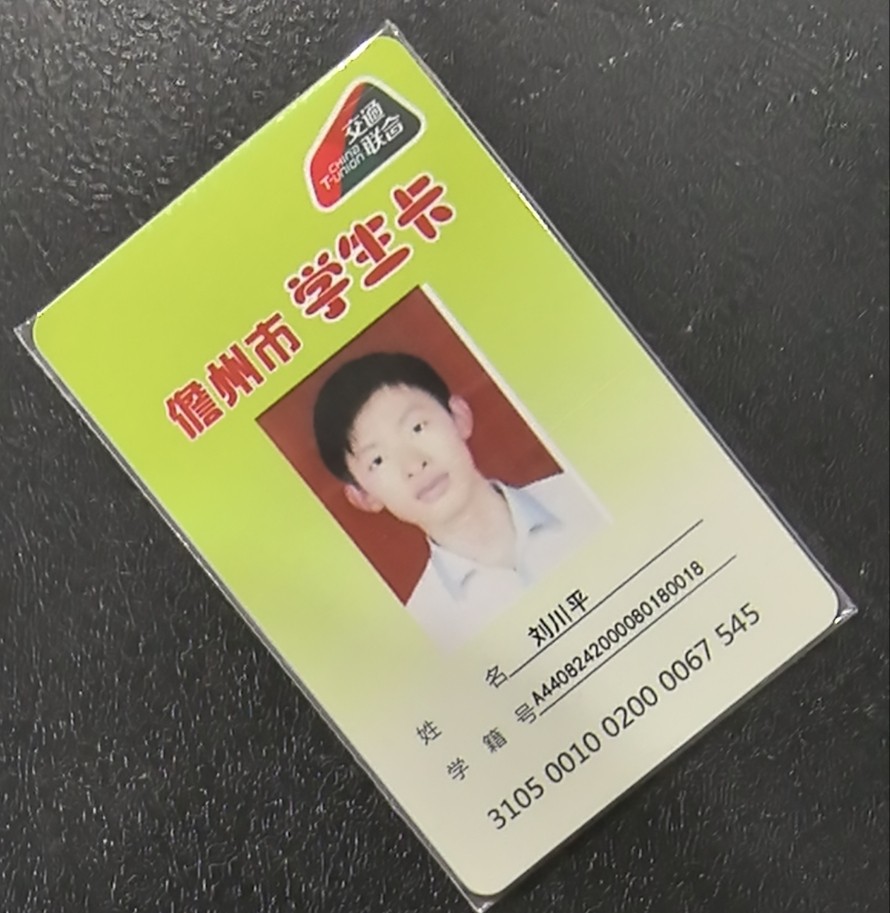 交通
联合
CHINA
T-UNION
儋州市 学生卡
姓名 刘川平
学籍号 A4408242000080180018
3105 0010 0200 0067 545